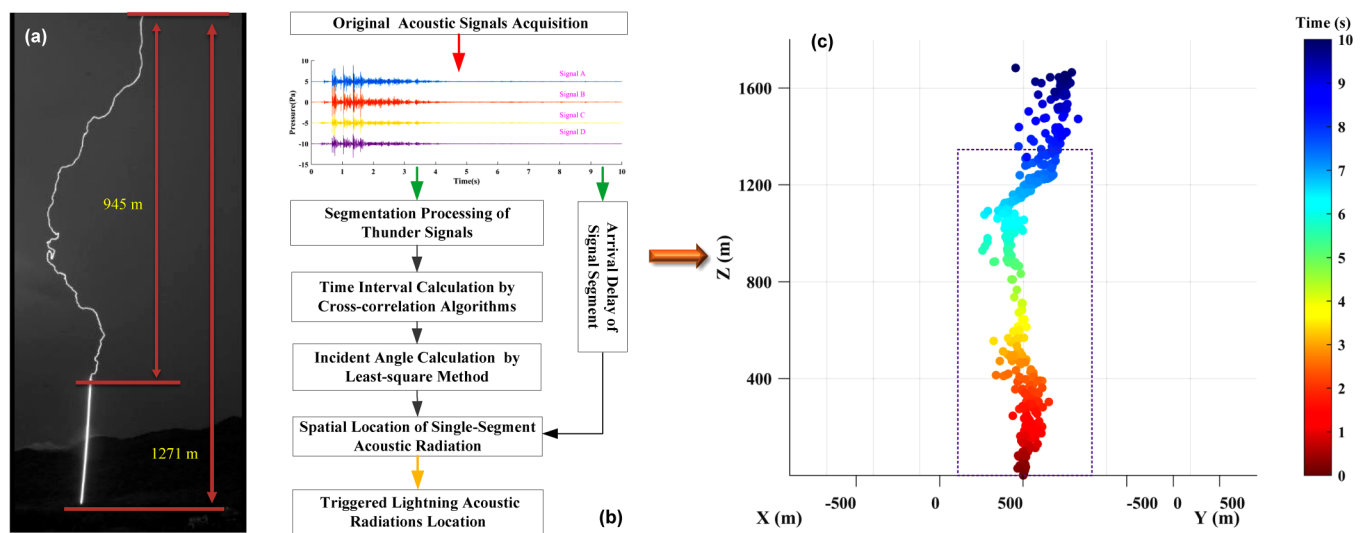 (a)
945 m
1271 m
Original Acoustic Signals Acquisition
10
5
0
-5
-10
-15
Pressure(Pa)
Signal A
Signal B
Signal C
Signal D
0 1 2 3 4 5 6 7 8 9 10
Time(s)
Segmentation Processing of
Thunder Signals
Time Interval Calculation by
Cross-correlation Algorithms
Incident Angle Calculation by
Least-square Method
Spatial Location of Single-Segment
Acoustic Radiation
Triggered Lightning Acoustic
Radiations Location
Arrival Delay of
Signal Segment
(b)
(c)
Z (m)
1600
1200
800
400
-500 0 500 -500 0 500
X (m) Y (m)
Time (s)
10
9
8
7
6
5
4
3
2
1
0